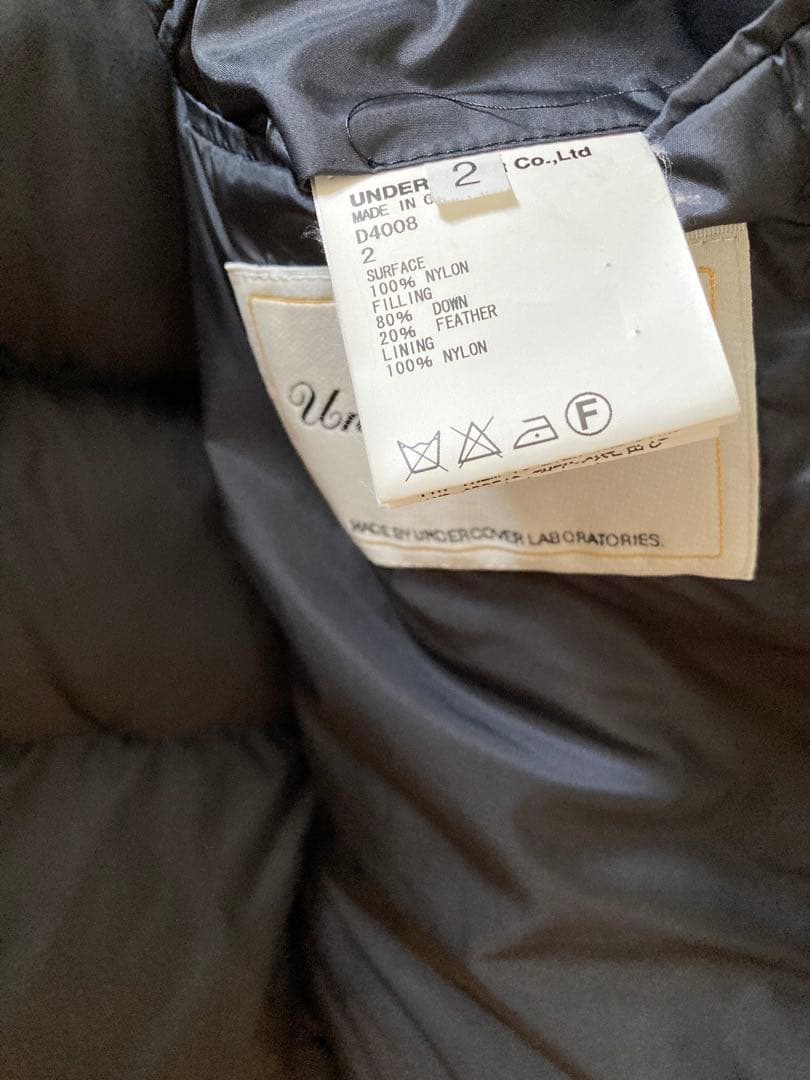 2
UNDER R Co.,Ltd
MADE IN
D4008
2
SURFACE
100% NYLON
FILLING
80% DOWN
20% FEATHER
LINING
100% NYLON
F
Un
MADE BY UNDERCOVER LABORATORIES.